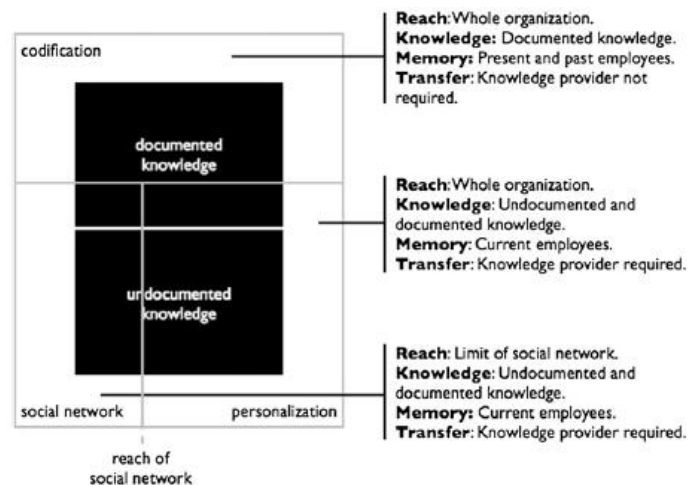 codification
documented
knowledge
undocumented
knowledge
social network
personalization
reach of
social network
Reach: Whole organization.
Knowledge: Documented knowledge.
Memory: Present and past employees.
Transfer: Knowledge provider not
required.
Reach: Whole organization.
Knowledge: Undocumented and
documented knowledge.
Memory: Current employees.
Transfer: Knowledge provider required.
Reach: Limit of social network.
Knowledge: Undocumented and
documented knowledge.
Memory: Current employees.
Transfer: Knowledge provider required.